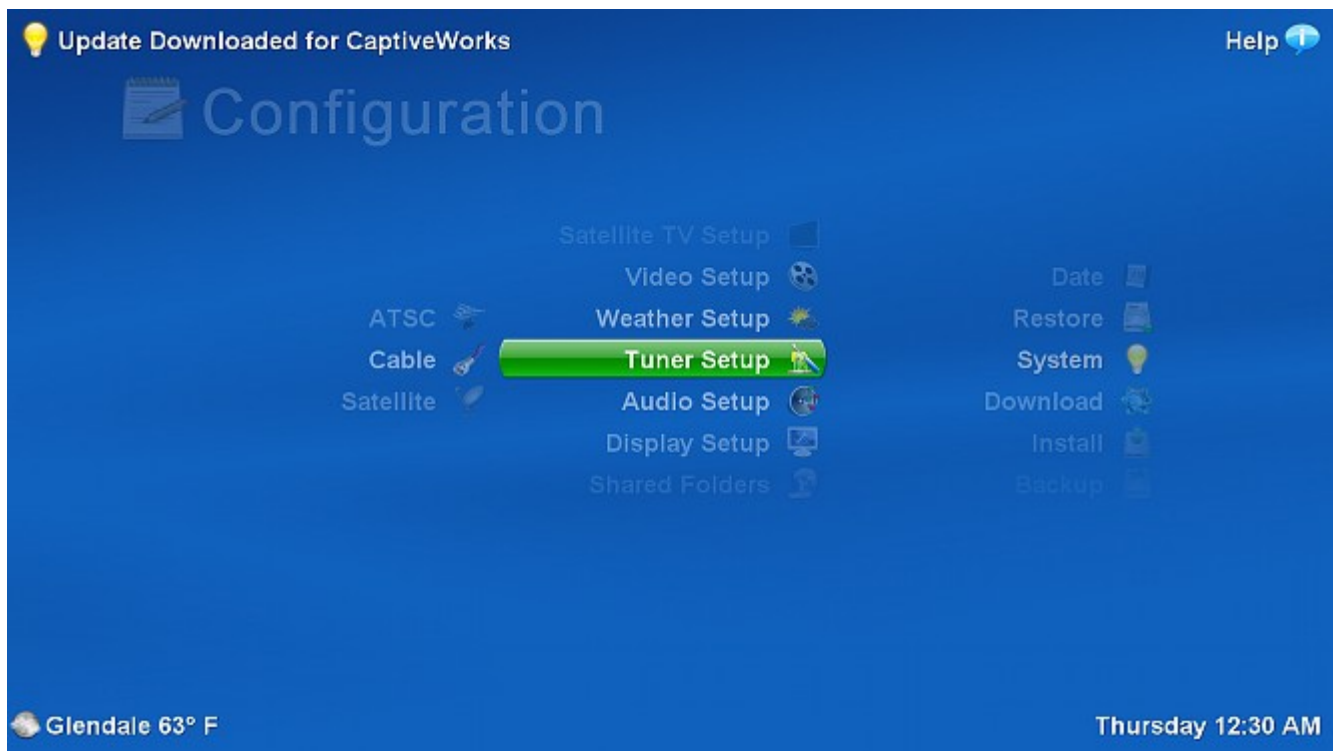 Update Downloaded for CaptiveWorks
Help
Configuration
Satellite TV Setup
Video Setup
Weather Setup
Tuner Setup
Audio Setup
Display Setup
Shared Folders
ATSC
Cable
Satellite
Date
Restore
System
Download
Install
Backup
Glendale 63° F
Thursday 12:30 AM